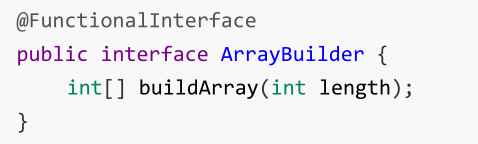 @FunctionalInterface
public interface ArrayBuilder {
    int[] buildArray(int length);
}